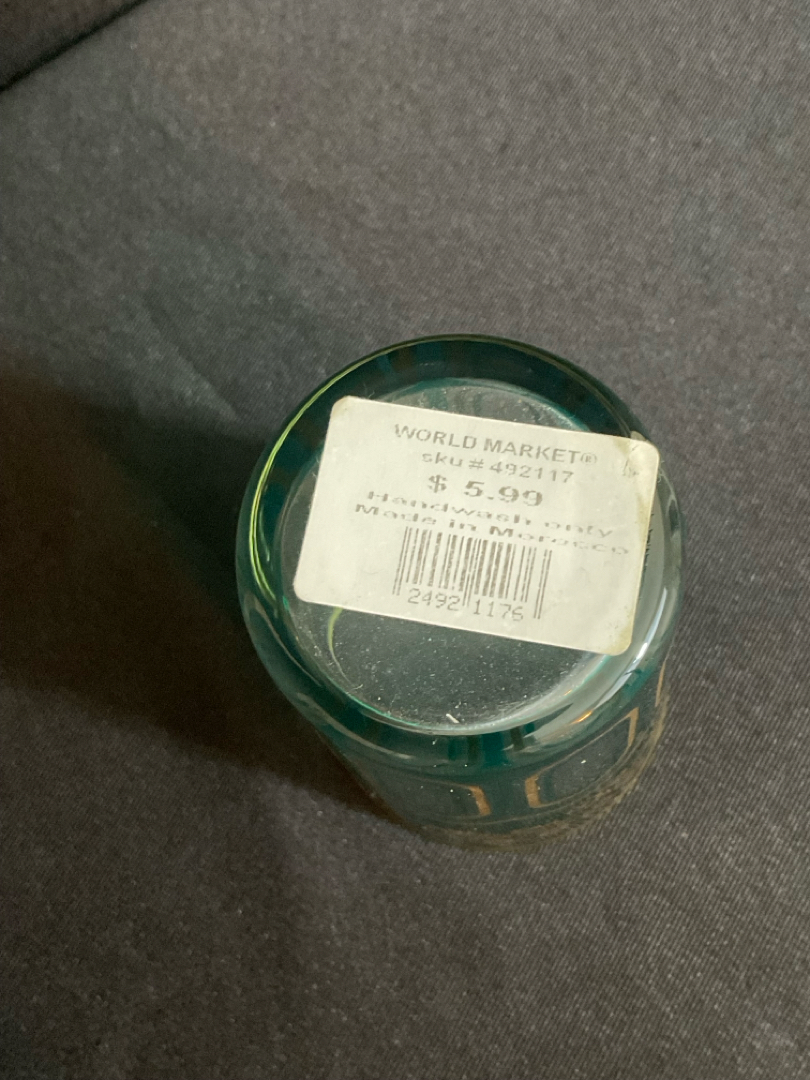 WORLD MARKET®
sku # 492117
$ 5.99
Handwash only
Made in Morocco
2492 1176